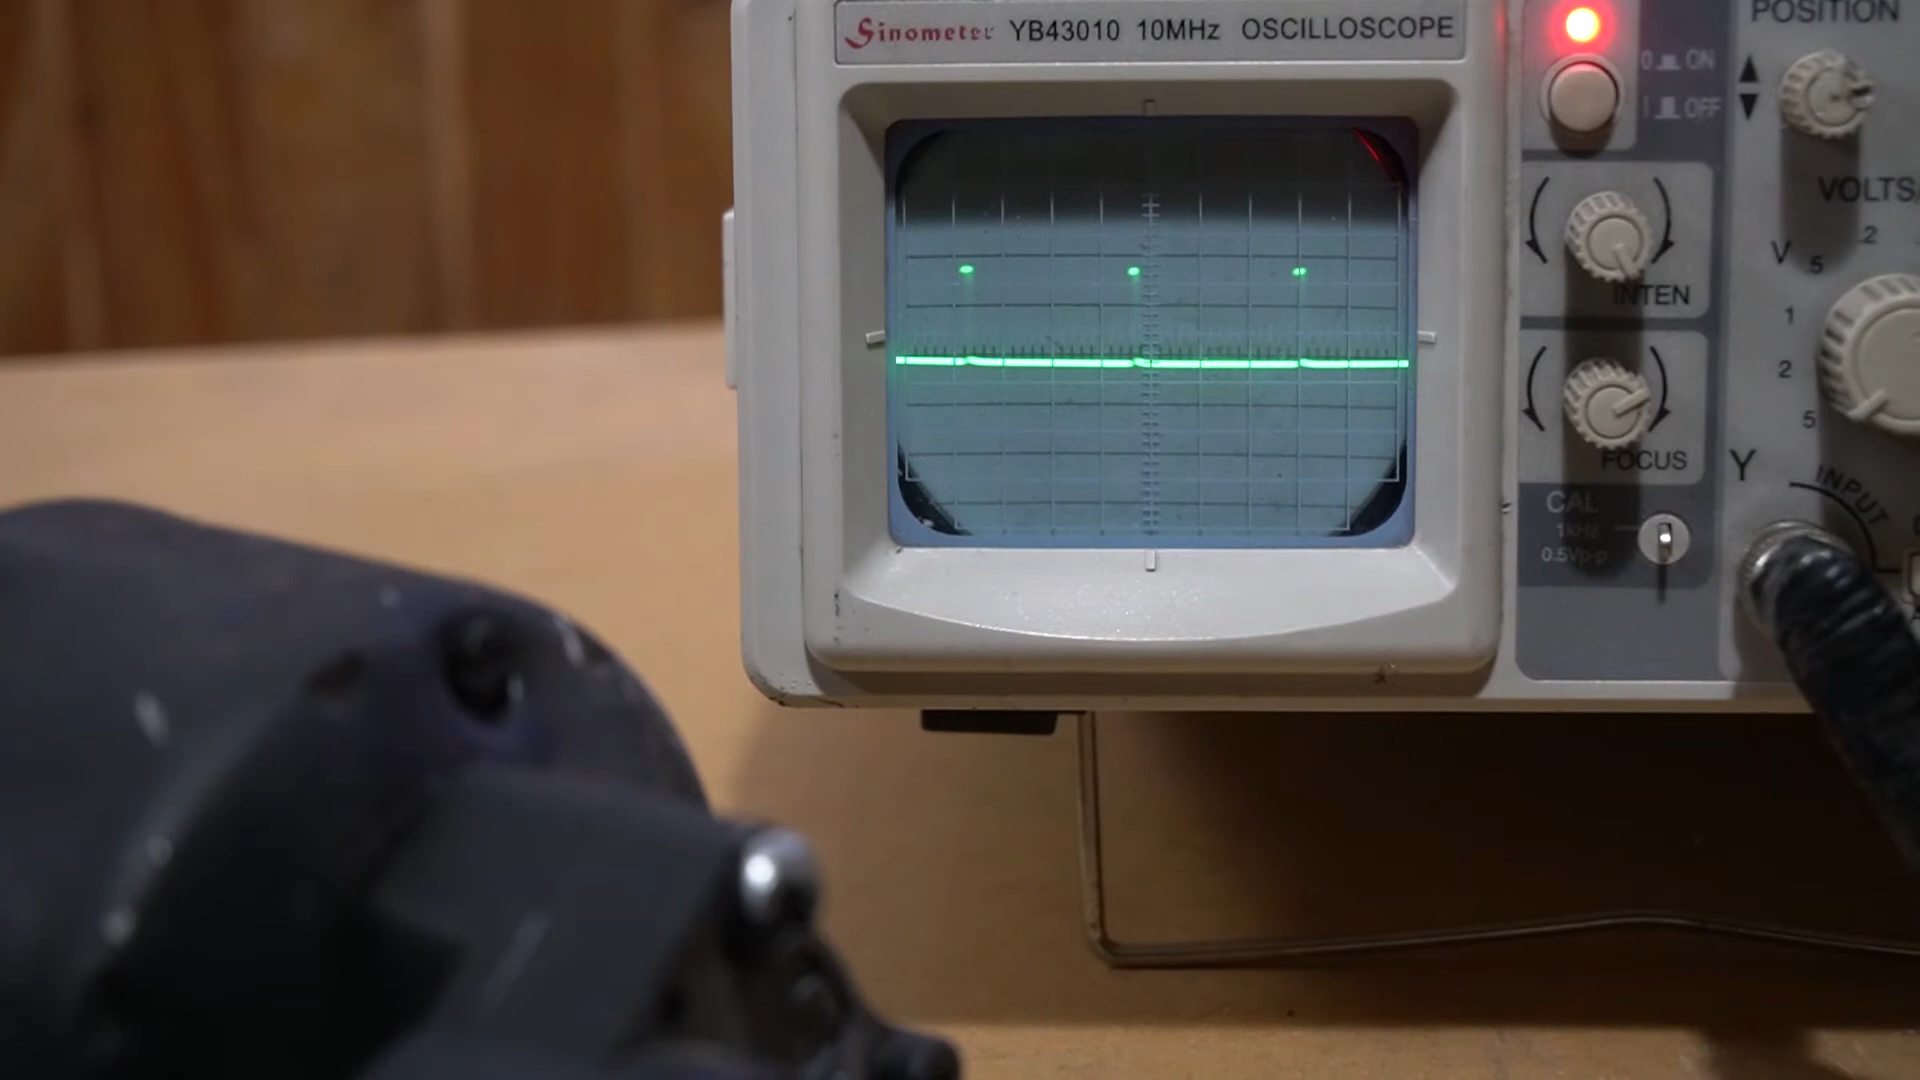 Sinometer YB43010 10MHz OSCILLOSCOPE
POSITION
0 ON
I OFF
VOLTS
V
.2
.5
1
2
5
INTEN
FOCUS
CAL
1kHz
0.5Vp-p
Y
INPUT